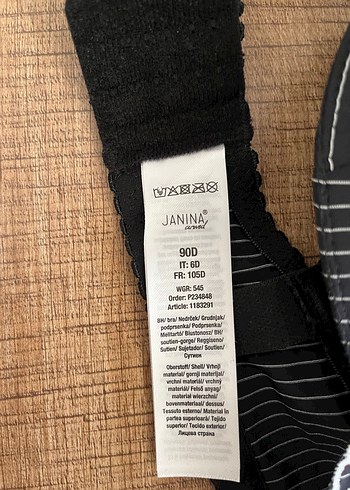 JANINA®
curved
90D
IT: 6D
FR: 105D
WGR: 545
Order: P234848
Article: 1183291
BH/ bra/ Nedrček/ Grudnjak/
podprsenka/ Podprsenka/
Melltartó/ Biustonosz/ BH/
soutien-gorge/ Reggiseno/
Sutien/ Sujetador/ Soutien/
Сутиен
Oberstoff/ Shell/ Vrhnji
material/ gornji materijal/
vrchní materiál/ vrchný
materiál/ Felső anyag/
materiał wierzchni/
bovenmateriaal/ dessus/
Tessuto esterno/ Material în
partea superior/ Tejido
superior/ Tecido exterior/
Лицева страна